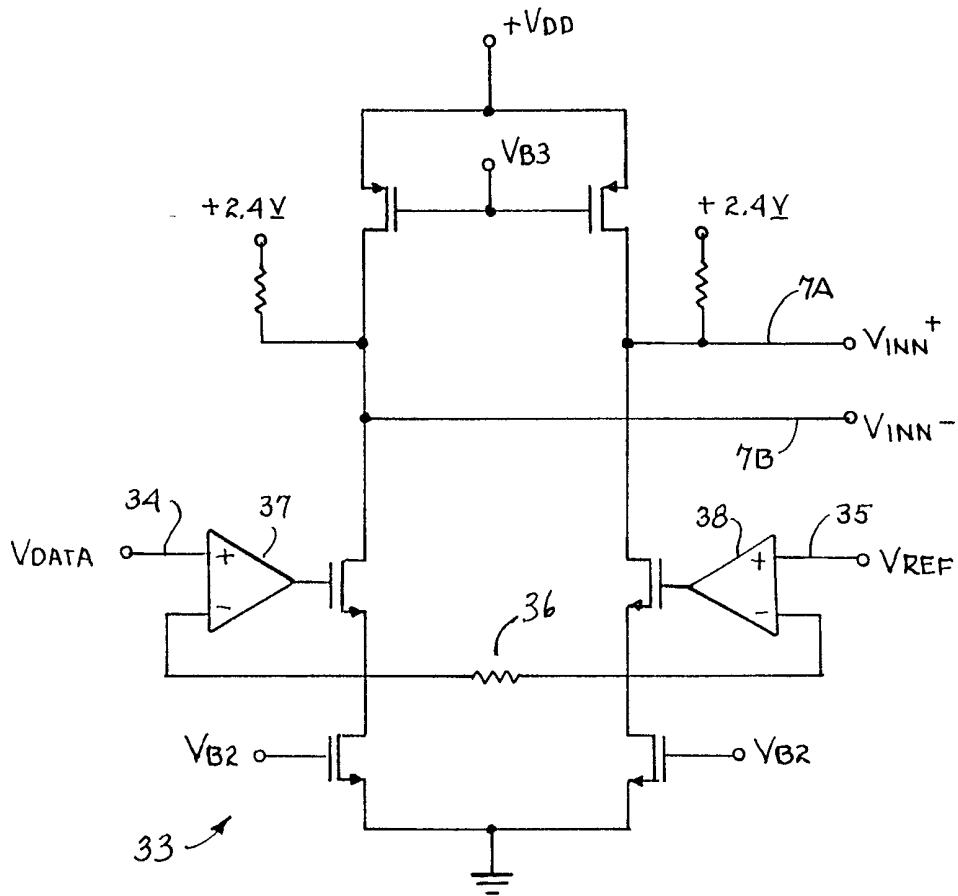 +VDD
VB3
+2.4V
+2.4V
7A
VINN+
VINN-
7B
34
37
38
35
VDATA
+
+
VREF
-
-
36
VB2
VB2
33